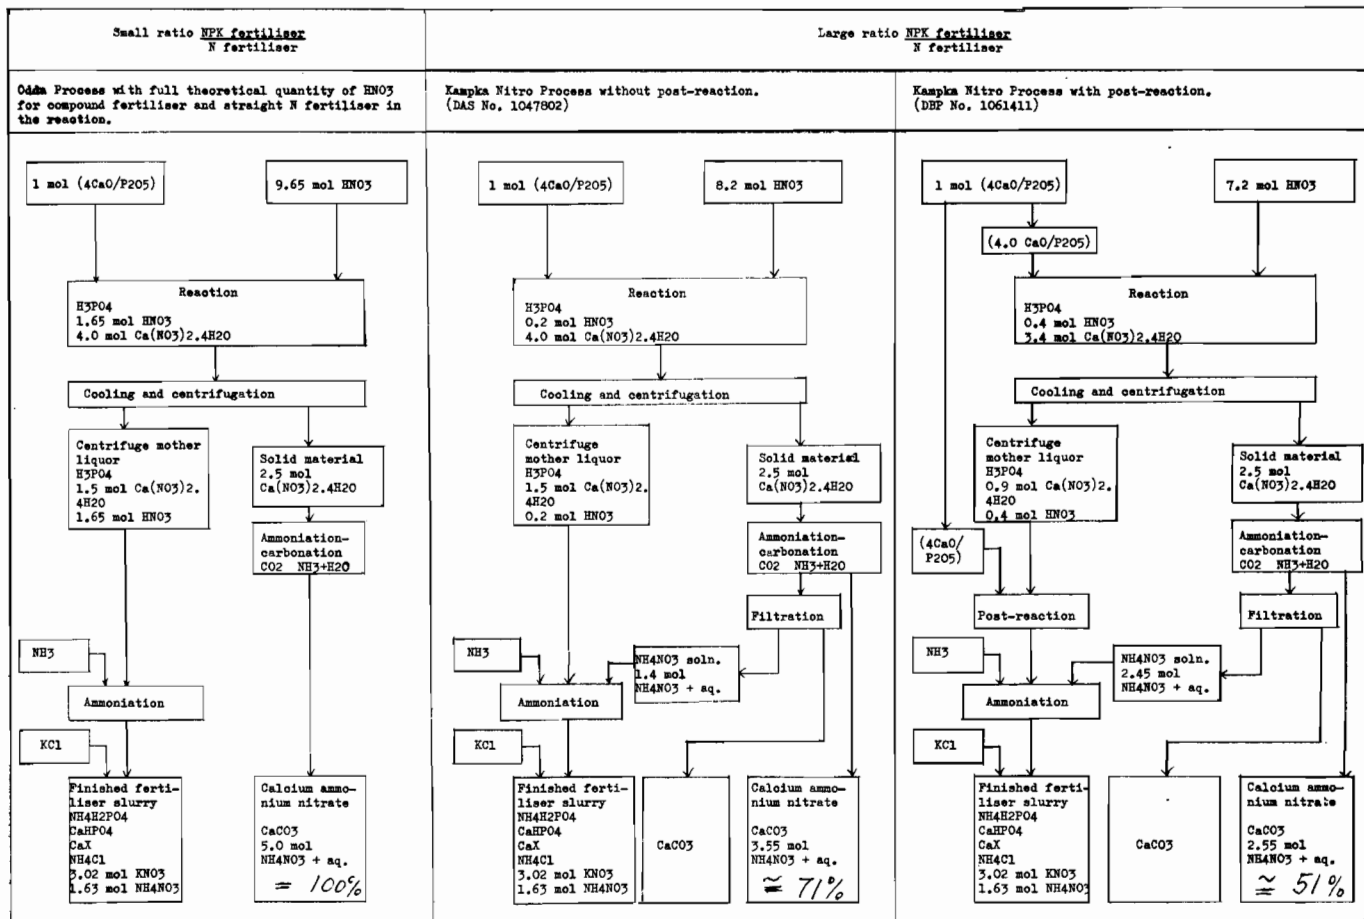 Small ratio NPK fertiliser
N fertiliser
Large ratio NPK fertiliser
N fertiliser
Odda Process with full theoretical quantity of HNO3
for compound fertiliser and straight N fertiliser in
the reaction.
1 mol (4CaO/P2O5)
9.65 mol HNO3
Reaction
H3PO4
1.65 mol HNO3
4.0 mol Ca(NO3)2.4H2O
Cooling and centrifugation
Centrifuge mother
liquor
H3PO4
1.5 mol Ca(NO3)2.
4H2O
1.65 mol HNO3
Solid material
2.5 mol
Ca(NO3)2.4H2O
Ammoniation-
carbonation
CO2 NH3+H2O
NH3
Ammoniation
KCl
Finished ferti-
liser slurry
NH4H2PO4
CaHPO4
CaX
NH4Cl
3.02 mol KNO3
1.63 mol NH4NO3
Calcium ammo-
nium nitrate
CaCO3
5.0 mol
NH4NO3 + aq.
= 100%
Kampka Nitro Process without post-reaction.
(DAS No. 1047802)
1 mol (4CaO/P2O5)
8.2 mol HNO3
Reaction
H3PO4
0.2 mol HNO3
4.0 mol Ca(NO3)2.4H2O
Cooling and centrifugation
Centrifuge
mother liquor
H3PO4
1.5 mol Ca(NO3)2.
4H2O
0.2 mol HNO3
Solid material
2.5 mol
Ca(NO3)2.4H2O
Ammoniation-
carbonation
CO2 NH3+H2O
Filtration
NH3
NH4NO3 soln.
1.4 mol
NH4NO3 + aq.
Ammoniation
KCl
Finished ferti-
liser slurry
NH4H2PO4
CaHPO4
CaX
NH4Cl
3.02 mol KNO3
1.63 mol NH4NO3
CaCO3
Calcium ammo-
nium nitrate
CaCO3
3.55 mol
NH4NO3 + aq.
≅ 71%
Kampka Nitro Process with post-reaction.
(DBP No. 1061411)
1 mol (4CaO/P2O5)
7.2 mol HNO3
(4.0 CaO/P2O5)
Reaction
H3PO4
0.4 mol HNO3
3.4 mol Ca(NO3)2.4H2O
Cooling and centrifugation
Centrifuge
mother liquor
H3PO4
0.9 mol Ca(NO3)2.
4H2O
0.4 mol HNO3
Solid material
2.5 mol
Ca(NO3)2.4H2O
(4CaO/
P2O5)
Ammoniation-
carbonation
CO2 NH3+H2O
Post-reaction
Filtration
NH3
NH4NO3 soln.
2.45 mol
NH4NO3 + aq.
Ammoniation
KCl
Finished ferti-
liser slurry
NH4H2PO4
CaHPO4
CaX
NH4Cl
3.02 mol KNO3
1.63 mol NH4NO3
CaCO3
Calcium ammo-
nium nitrate
CaCO3
2.55 mol
NH4NO3 + aq.
≅ 51%